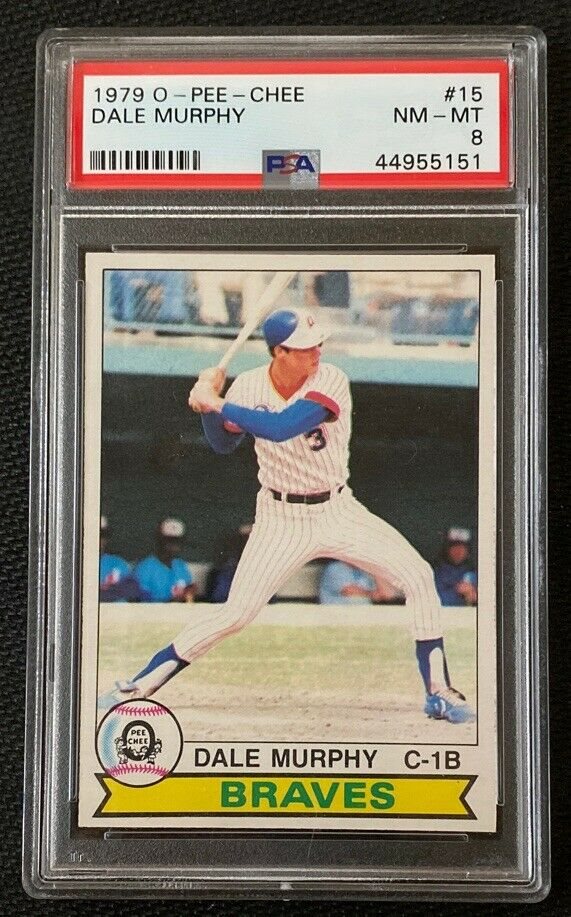 1979 O-PEE-CHEE #15
DALE MURPHY NM-MT
8
PSA 44955151
3
O
PEE
CHEE
DALE MURPHY C-1B
BRAVES